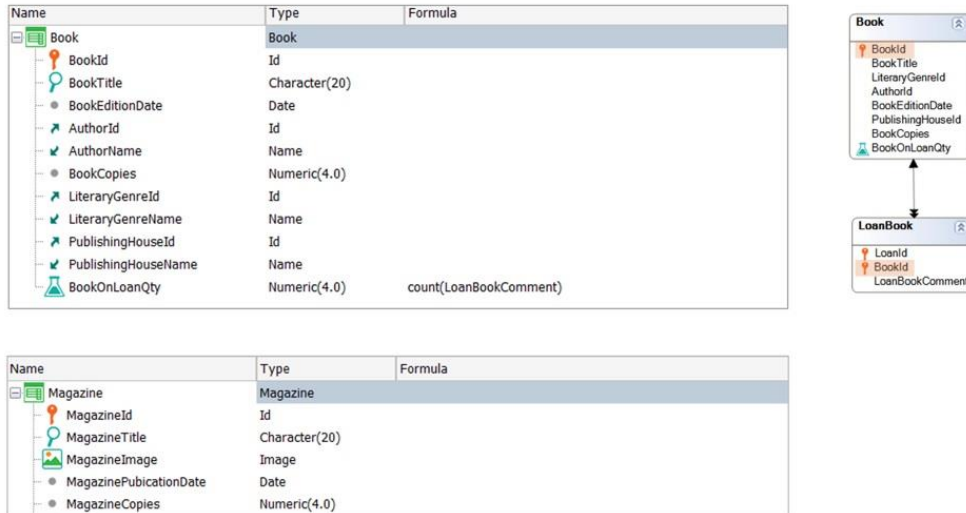 Name Type Formula
Book Book
BookId Id
BookTitle Character(20)
BookEditionDate Date
AuthorId Id
AuthorName Name
BookCopies Numeric(4.0)
LiteraryGenreId Id
LiteraryGenreName Name
PublishingHouseId Id
PublishingHouseName Name
BookOnLoanQty Numeric(4.0) count(LoanBookComment)
Book
BookId
BookTitle
LiteraryGenreId
AuthorId
BookEditionDate
PublishingHouseId
BookCopies
BookOnLoanQty
LoanBook
LoanId
BookId
LoanBookComment
Name Type Formula
Magazine Magazine
MagazineId Id
MagazineTitle Character(20)
MagazineImage Image
MagazinePubicationDate Date
MagazineCopies Numeric(4.0)